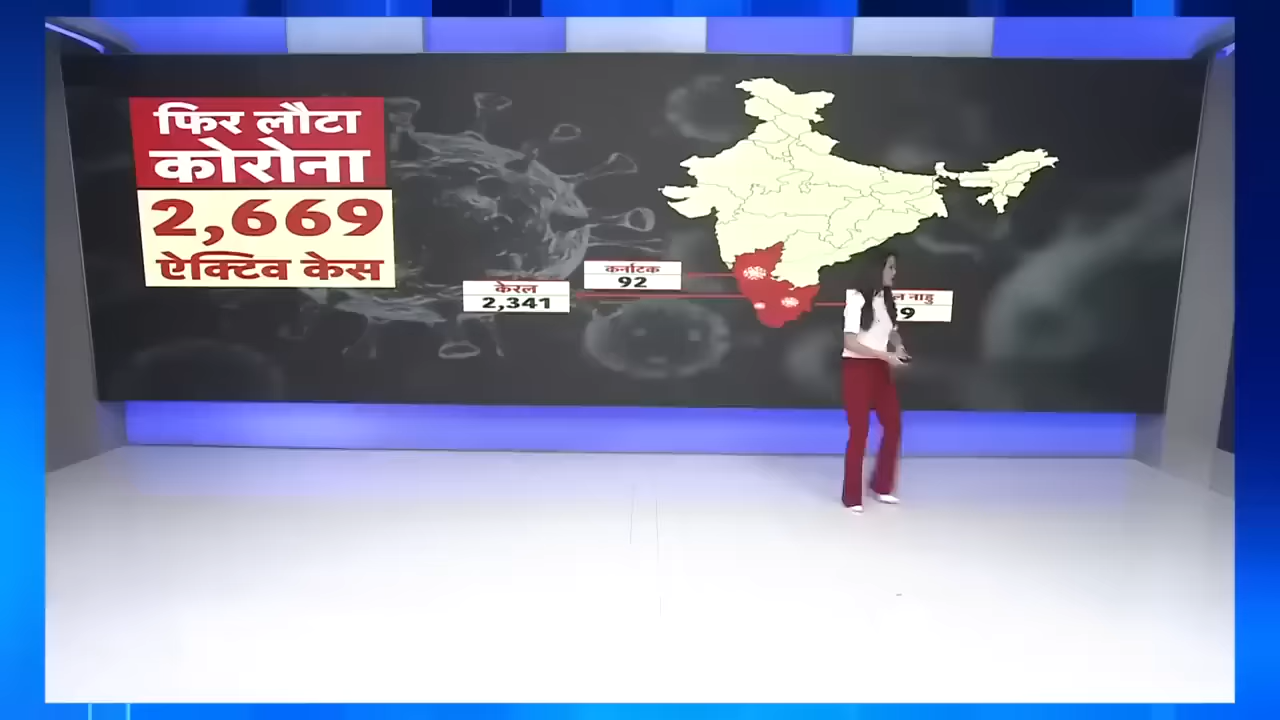 फिर लौटा
कोरोना
2,669
ऐक्टिव केस
कर्नाटक
92
केरल
2,341
नाडु